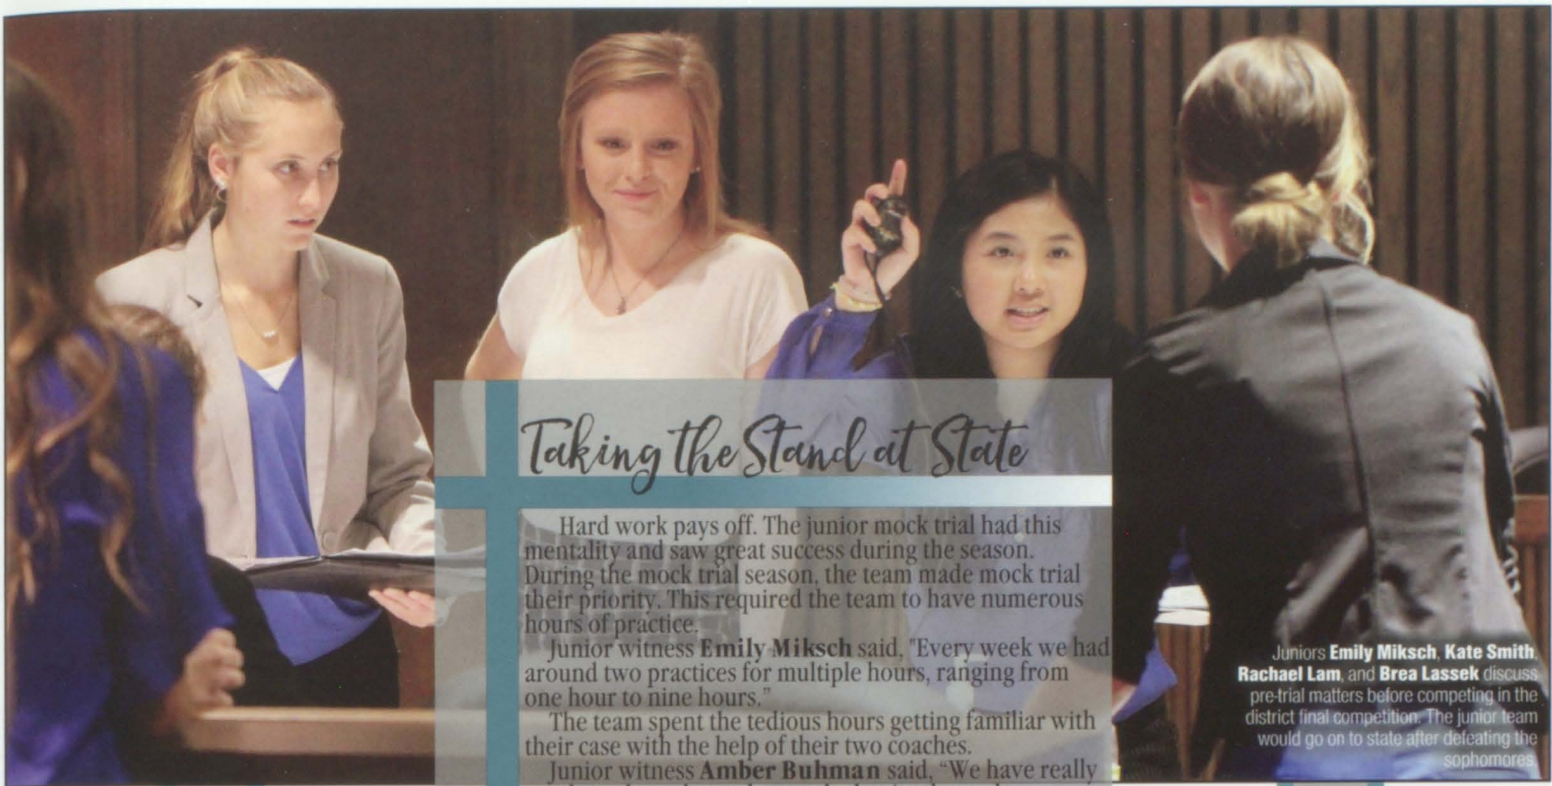 Taking the Stand at State
Hard work pays off. The junior mock trial had this
mentality and saw great success during the season.
During the mock trial season, the team made mock trial
their priority. This required the team to have numerous
hours of practice.
Junior witness Emily Miksch said, "Every week we had
around two practices for multiple hours, ranging from
one hour to nine hours."
The team spent the tedious hours getting familiar with
their case with the help of their two coaches.
Junior witness Amber Buhman said, “We have really
Juniors Emily Miksch, Kate Smith,
Rachael Lam, and Brea Lassek discuss
pre-trial matters before competing in the
district final competition. The junior team
would go on to state after defeating the
sophomores.